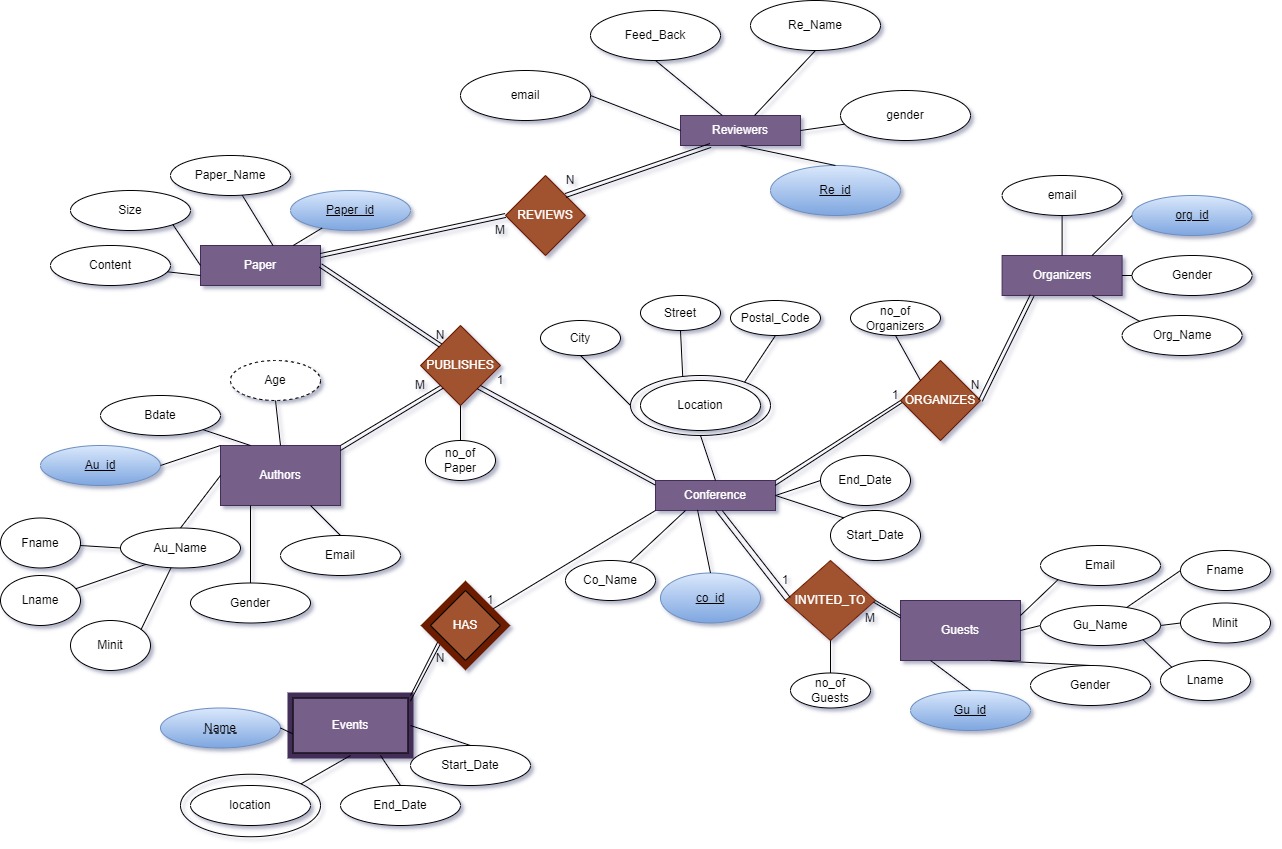 Re_Name
Feed_Back
email
gender
Reviewers
Re_id
Paper_Name
Size
Paper_id
Content
Paper
N
M
REVIEWS
email
org_id
Organizers
Gender
Org_Name
no_of
Organizers
Street
Postal_Code
City
Location
N
PUBLISHES
M
1
no_of
Paper
1
N
ORGANIZES
Age
Bdate
Au_id
Authors
Fname
Au_Name
Lname
Minit
Gender
Email
Conference
End_Date
Start_Date
Co_Name
co_id
1
INVITED_TO
M
no_of
Guests
Email
Fname
Gu_Name
Minit
Guests
Lname
Gender
Gu_id
1
HAS
N
Name
Events
Start_Date
location
End_Date